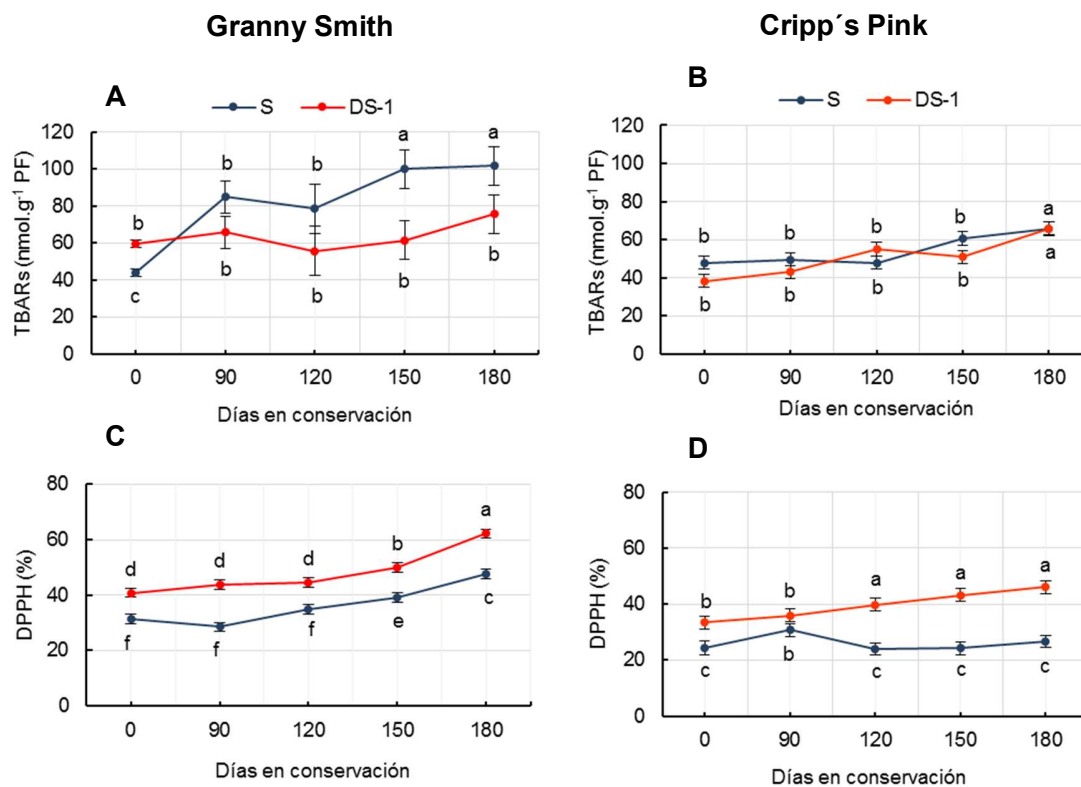 Granny Smith
Cripp´s Pink
A
S DS-1
TBARs (nmol.g-1 PF)
120
100
80
60
40
20
0
b
c
b
b
b
b
a
b
a
b
0 90 120 150 180
Días en conservación
B
S DS-1
TBARs (nmol.g-1 PF)
120
100
80
60
40
20
0
b
b
b
b
b
b
b
b
a
a
0 90 120 150 180
Días en conservación
C
DPPH (%)
80
60
40
20
0
d
f
d
f
d
f
b
e
a
c
0 90 120 150 180
Días en conservación
D
DPPH (%)
80
60
40
20
0
b
c
b
b
a
c
a
c
a
c
0 90 120 150 180
Días en conservación